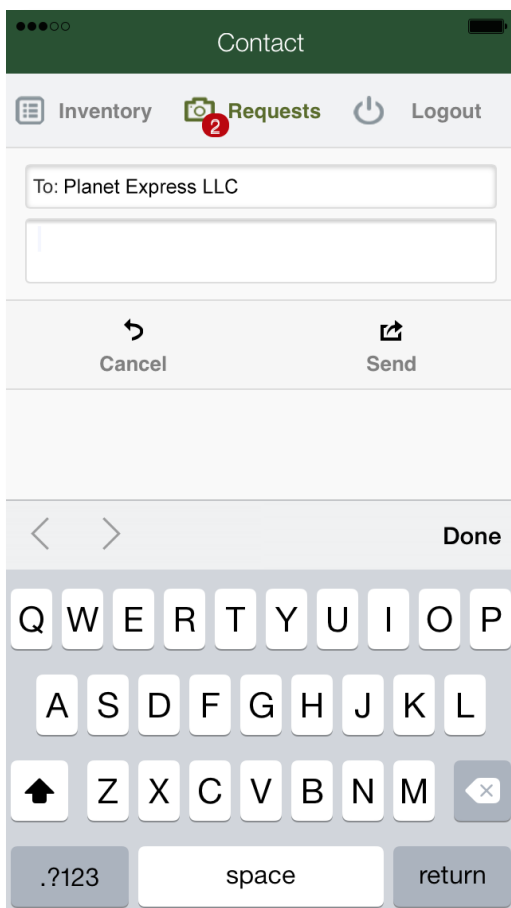 Contact
Inventory Requests Logout
2
To: Planet Express LLC
Cancel Send
Done
Q W E R T Y U I O P
A S D F G H J K L
Z X C V B N M
.?123 space return